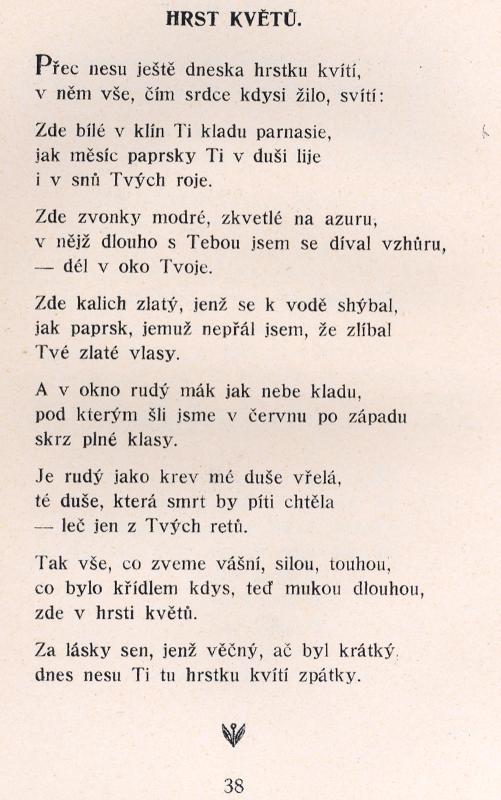 HRST KVĚTŮ.
Přec nesu ještě dneska hrstku kvítí,
v něm vše, čím srdce kdysi žilo, svítí:
Zde bílé v klín Ti kladu parnasie,
jak měsíc paprsky Ti v duši lije
i v snů Tvých roje.
Zde zvonky modré, zkvetlé na azuru,
v nějž dlouho s Tebou jsem se díval vzhůru,
— dél v oko Tvoje.
Zde kalich zlatý, jenž se k vodě shýbal,
jak paprsk, jemuž nepřál jsem, že zlíbal
Tvé zlaté vlasy.
A v okno rudý mák jak nebe kladu,
pod kterým šli jsme v červnu po západu
skrz plné klasy.
Je rudý jako krev mé duše vřelá,
té duše, která smrt by píti chtěla
— leč jen z Tvých retů.
Tak vše, co zveme vášní, silou, touhou,
co bylo křídlem kdys, teď mukou dlouhou,
zde v hrsti květů.
Za lásky sen, jenž věčný, ač byl krátký,
dnes nesu Ti tu hrstku kvítí zpátky.
38